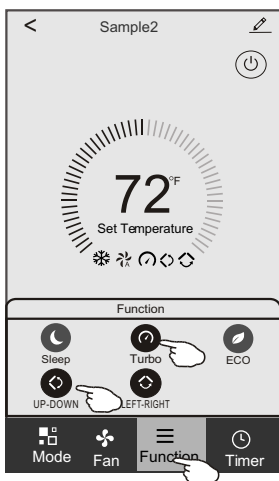 Sample2
72°F
Set Temperature
A
Function
Sleep
Turbo
ECO
UP-DOWN
LEFT-RIGHT
Mode
Fan
Function
Timer